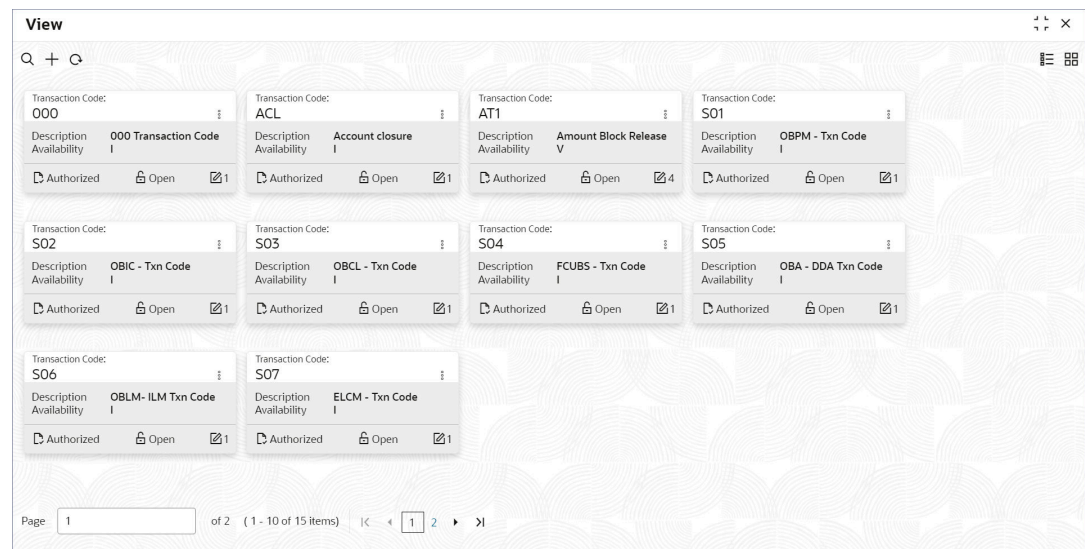 View
Transaction Code:
000
Description 000 Transaction Code
Availability I
Authorized Open 1
Transaction Code:
ACL
Description Account closure
Availability I
Authorized Open 1
Transaction Code:
AT1
Description Amount Block Release
Availability V
Authorized Open 4
Transaction Code:
S01
Description OBPM - Txn Code
Availability I
Authorized Open 1
Transaction Code:
S02
Description OBIC - Txn Code
Availability I
Authorized Open 1
Transaction Code:
S03
Description OBCL - Txn Code
Availability I
Authorized Open 1
Transaction Code:
S04
Description FCUBS - Txn Code
Availability I
Authorized Open 1
Transaction Code:
S05
Description OBA - DDA Txn Code
Availability I
Authorized Open 1
Transaction Code:
S06
Description OBLM- ILM Txn Code
Availability I
Authorized Open 1
Transaction Code:
S07
Description ELCM - Txn Code
Availability I
Authorized Open 1
Page 1 of 2 ( 1 - 10 of 15 items) 1 2